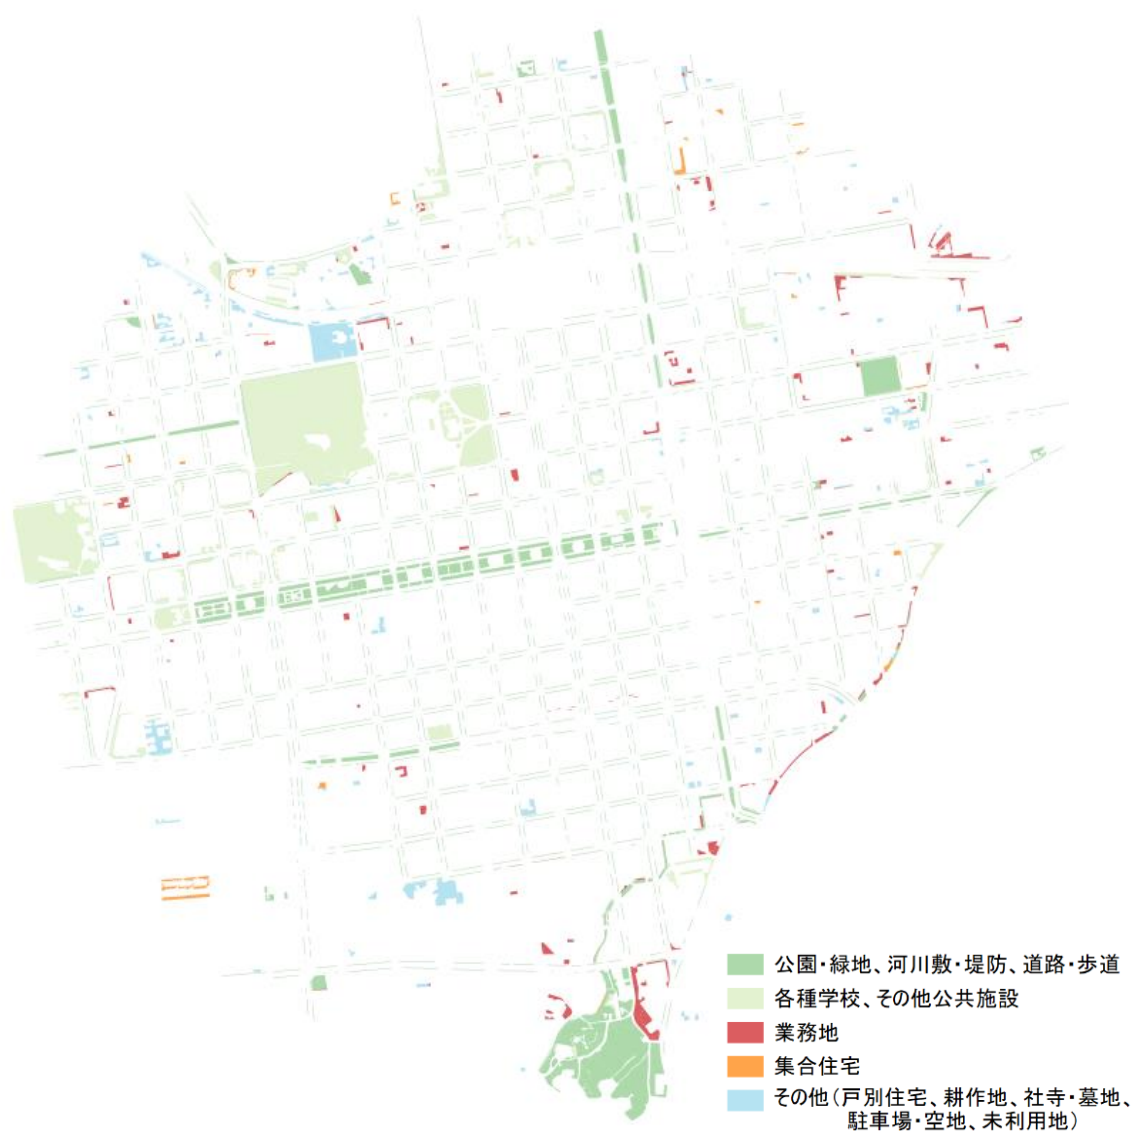 公園・緑地、河川敷・堤防、道路・歩道
各種学校、その他公共施設
業務地
集合住宅
その他（戸別住宅、耕作地、社寺・墓地、
駐車場・空地、未利用地）